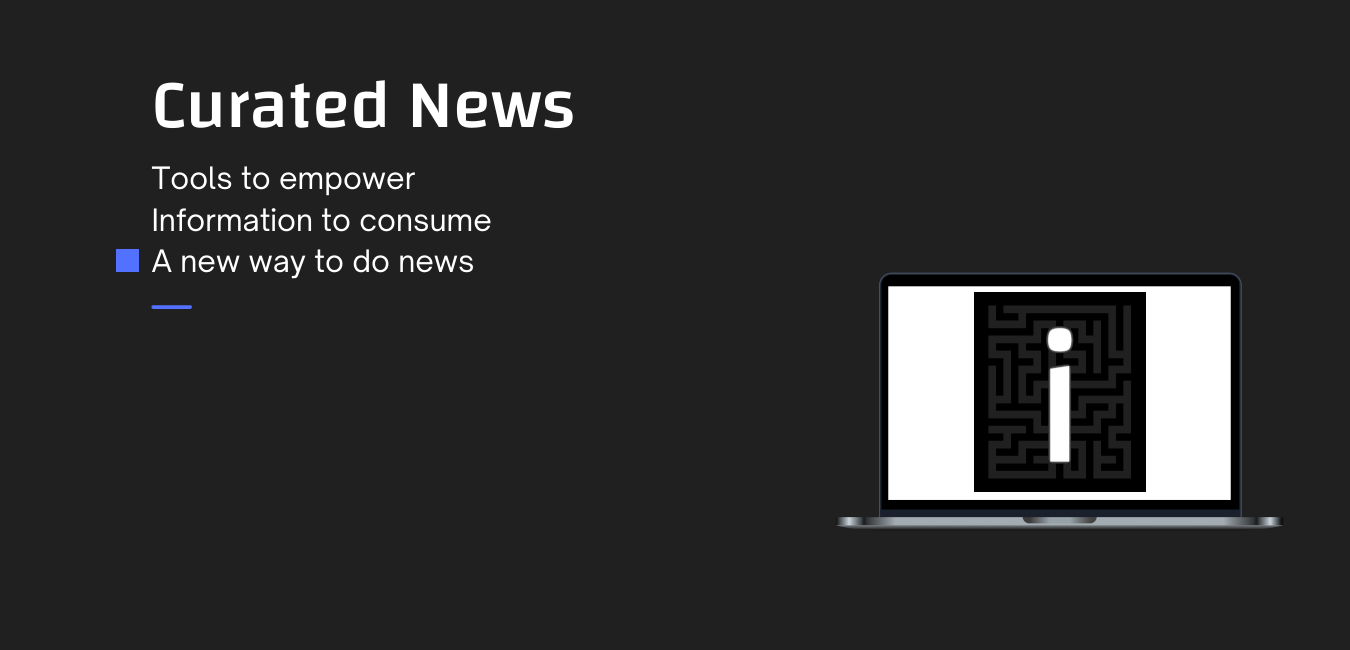 Curated News
Tools to empower
Information to consume
A new way to do news
i